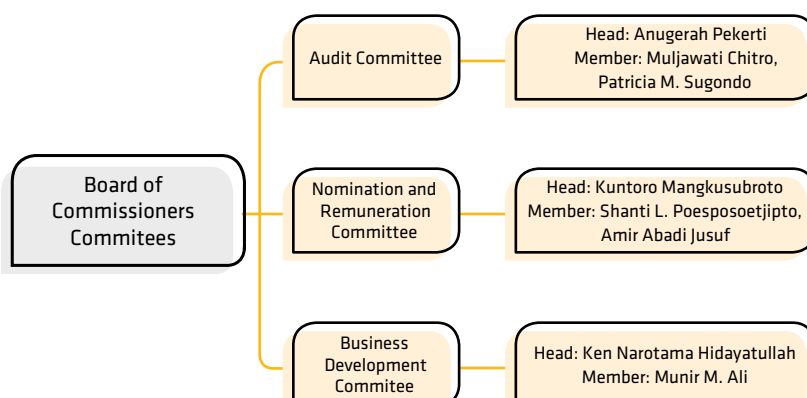 Board of
Commissioners
Commitees
Audit Committee
Head: Anugerah Pekerti
Member: Muljawati Chitro,
Patricia M. Sugondo
Nomination and
Remuneration
Committee
Head: Kuntoro Mangkusubroto
Member: Shanti L. Poesposoetjipto,
Amir Abadi Jusuf
Business
Development
Commitee
Head: Ken Narotama Hidayatullah
Member: Munir M. Ali